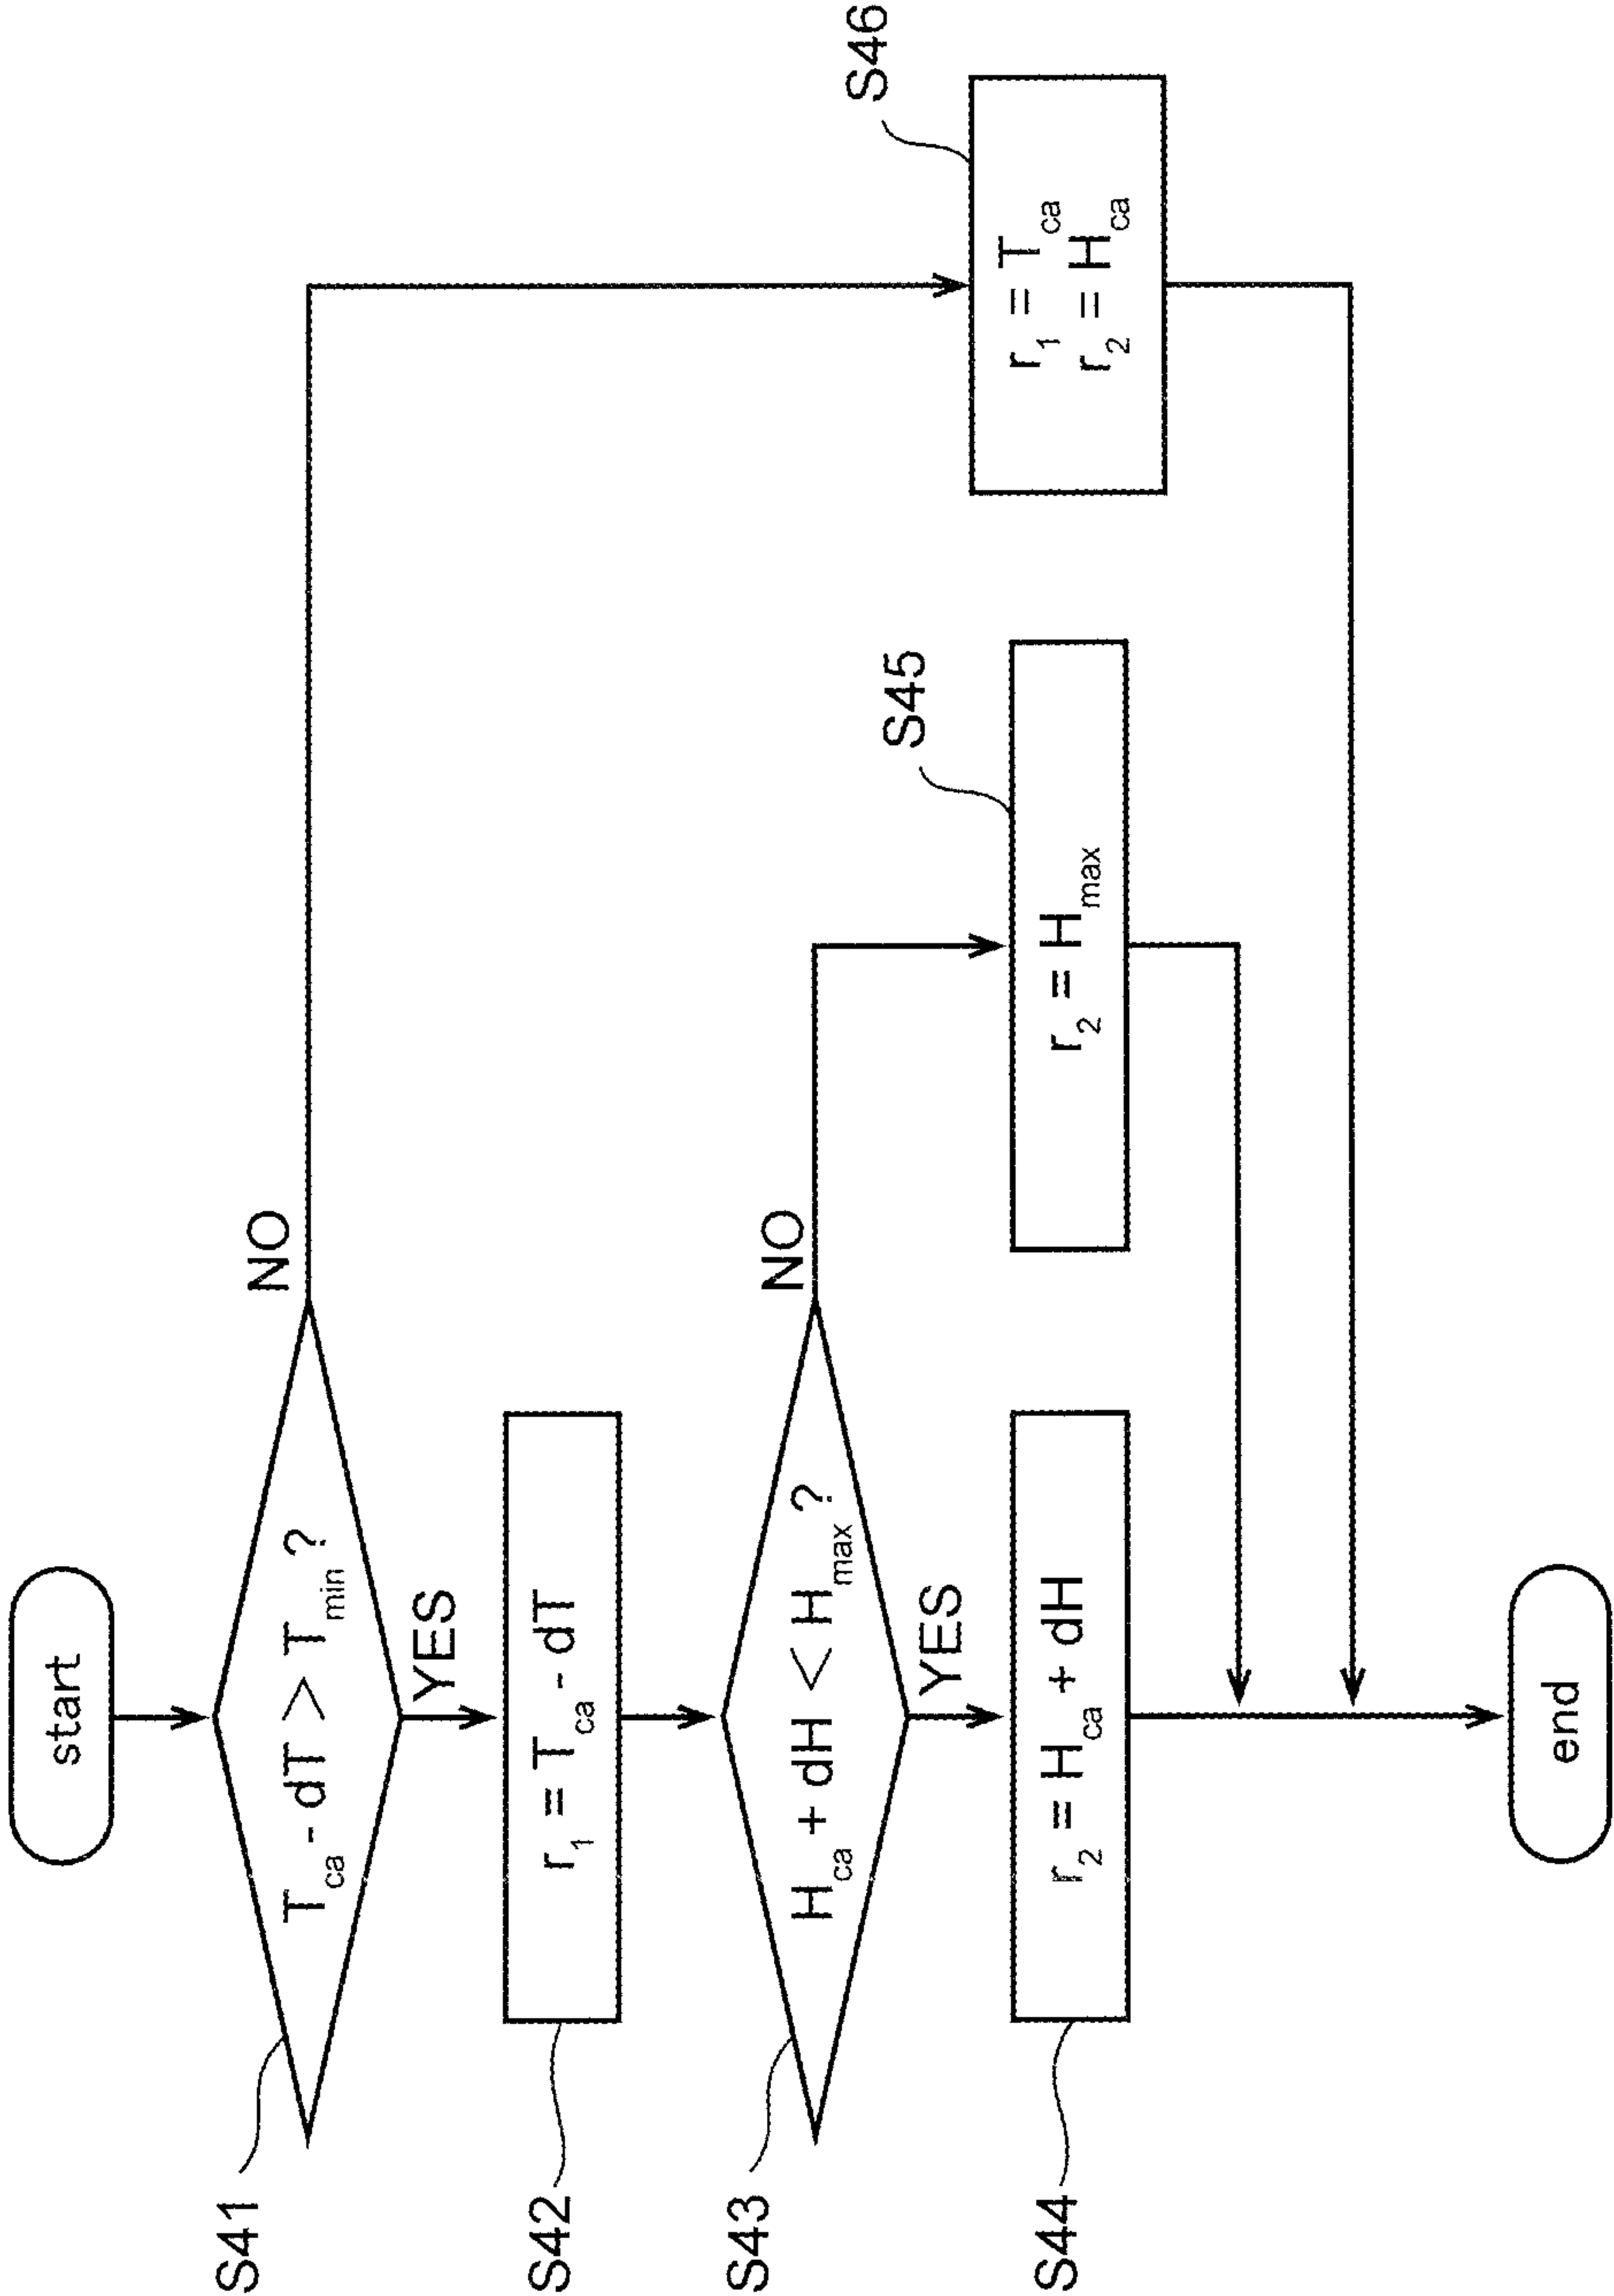 start
S41
T_ca - dT > T_min ?
NO
YES
S42
r_1 = T_ca - dT
S43
H_ca + dH < H_max ?
NO
YES
S44
r_2 = H_ca + dH
S45
r_2 = H_max
S46
r_1 = T_ca
r_2 = H_ca
end